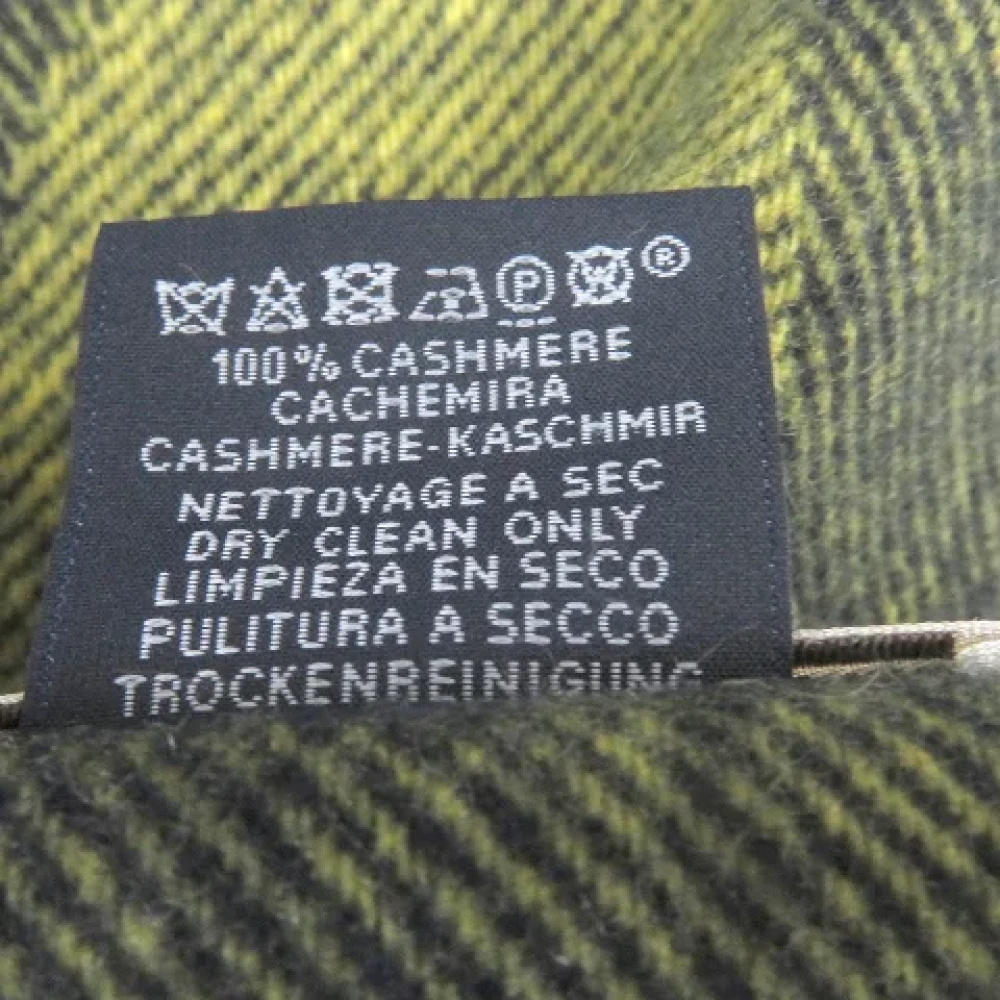 P W ®
100% CASHMERE
CACHEMIRA
CASHMERE-KASCHMIR
NETTOYAGE A SEC
DRY CLEAN ONLY
LIMPIEZA EN SECO
PULITURA A SECCO
TROCKENREINIGUNG